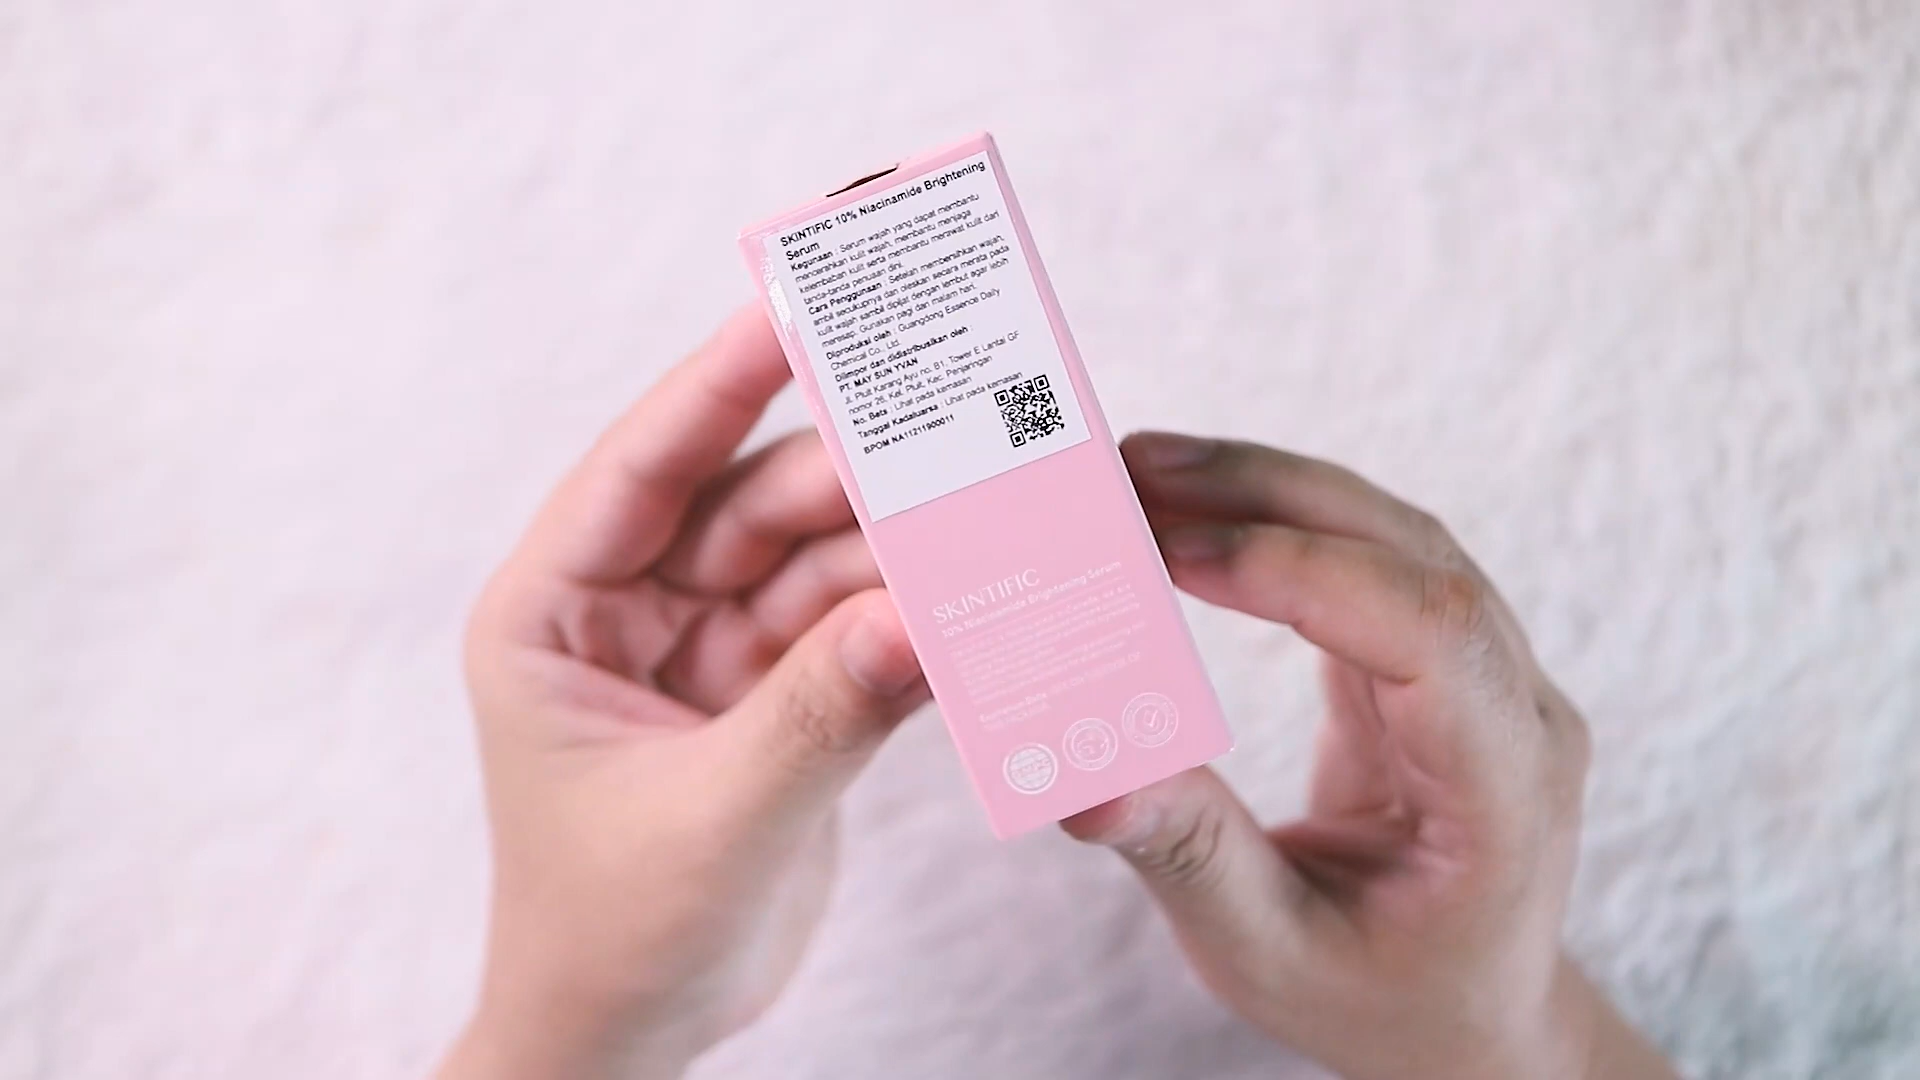 SKINTIFIC 10% Niacinamide Brightening
Serum
Kegunaan : Serum wajah yang dapat membantu
mencerahkan kulit wajah, membantu menjaga
kelembaban kulit serta membantu merawat kulit dari
tanda-tanda penuaan dini.
Cara Penggunaan : Setelah membersihkan wajah,
ambil secukupnya dan oleskan secara merata pada
kulit wajah sambil dipijat dengan lembut agar lebih
meresap. Gunakan pagi dan malam hari.
Diproduksi oleh : Guangdong Essence Daily
Chemical Co., Ltd.
Diimpor dan didistribusikan oleh :
PT. MAY SUN YVAN
Jl. Pluit Karang Ayu no. B1, Tower E Lantai GF
nomor 26, Kel. Pluit, Kec. Penjaringan
No. Bets : Lihat pada kemasan
Tanggal Kadaluarsa : Lihat pada kemasan
BPOM NA11211900011
SKINTIFIC
10% Niacinamide Brightening Serum
Expiration Date